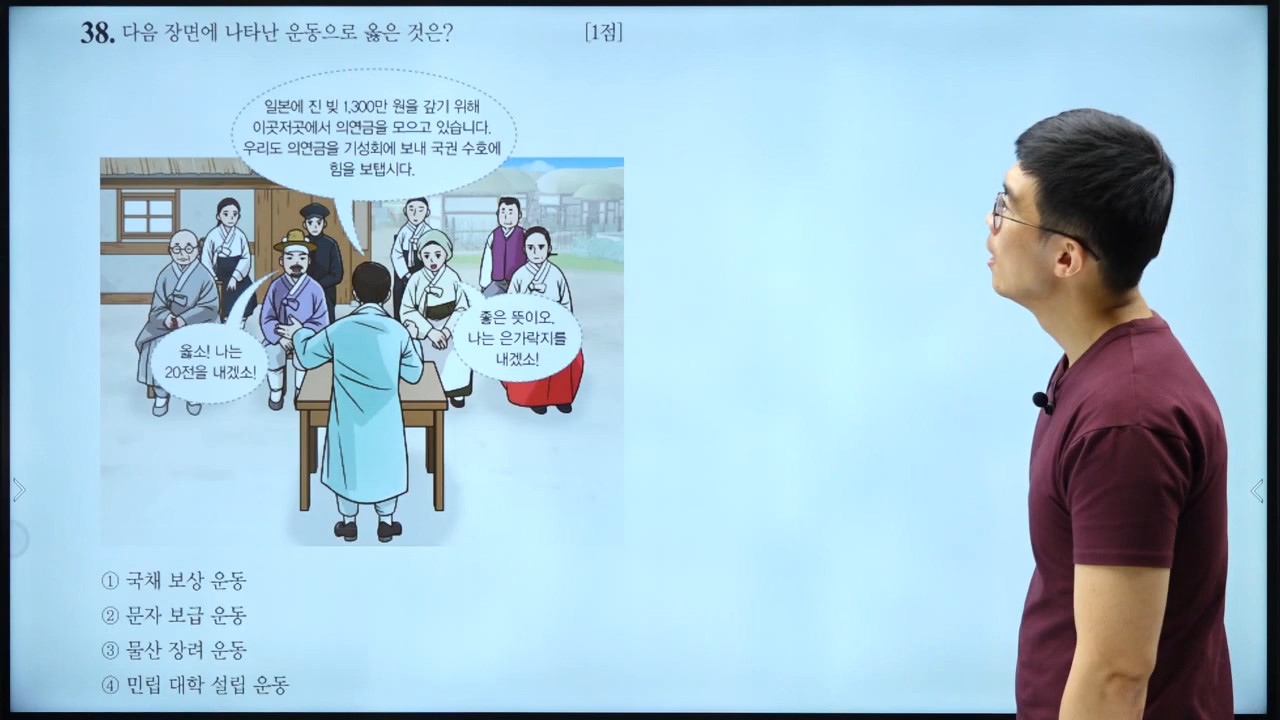 38. 다음 장면에 나타난 운동으로 옳은 것은? [1점]
일본에 진 빚 1,300만 원을 갚기 위해
이곳저곳에서 의연금을 모으고 있습니다.
우리도 의연금을 기성회에 보내 국권 수호에
힘을 보탭시다.
옳소! 나는
20전을 내겠소!
좋은 뜻이오.
나는 은가락지를
내겠소!
① 국채 보상 운동
② 문자 보급 운동
③ 물산 장려 운동
④ 민립 대학 설립 운동